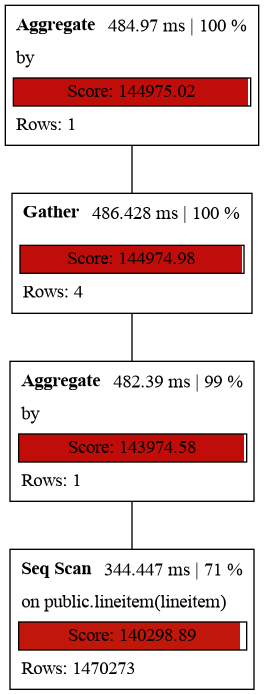 Aggregate 484.97 ms | 100 %
by
Score: 144975.02
Rows: 1
Gather 486.428 ms | 100 %
Score: 144974.98
Rows: 4
Aggregate 482.39 ms | 99 %
by
Score: 143974.58
Rows: 1
Seq Scan 344.447 ms | 71 %
on public.lineitem(lineitem)
Score: 140298.89
Rows: 1470273